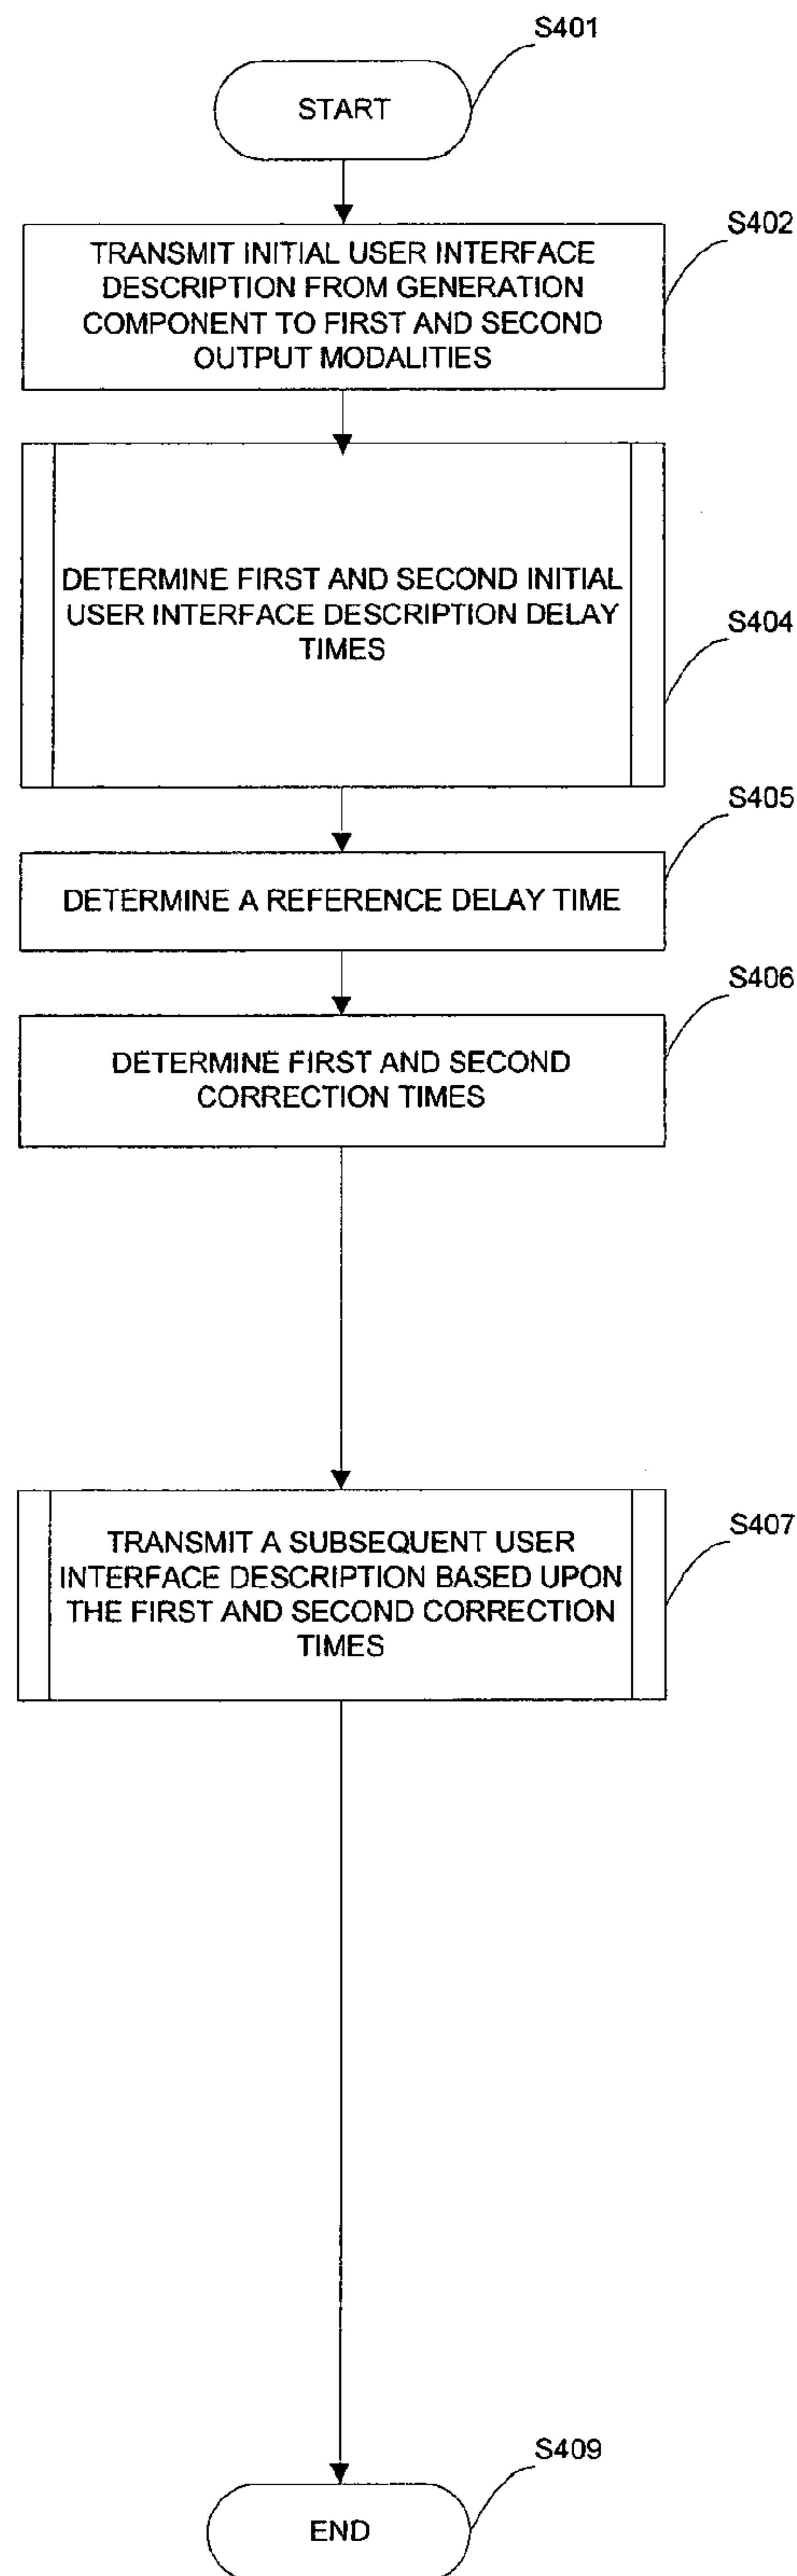 S401
START
S402
TRANSMIT INITIAL USER INTERFACE
DESCRIPTION FROM GENERATION
COMPONENT TO FIRST AND SECOND
OUTPUT MODALITIES
DETERMINE FIRST AND SECOND INITIAL
USER INTERFACE DESCRIPTION DELAY
TIMES
S404
S405
DETERMINE A REFERENCE DELAY TIME
S406
DETERMINE FIRST AND SECOND
CORRECTION TIMES
S407
TRANSMIT A SUBSEQUENT USER
INTERFACE DESCRIPTION BASED UPON
THE FIRST AND SECOND CORRECTION
TIMES
S409
END